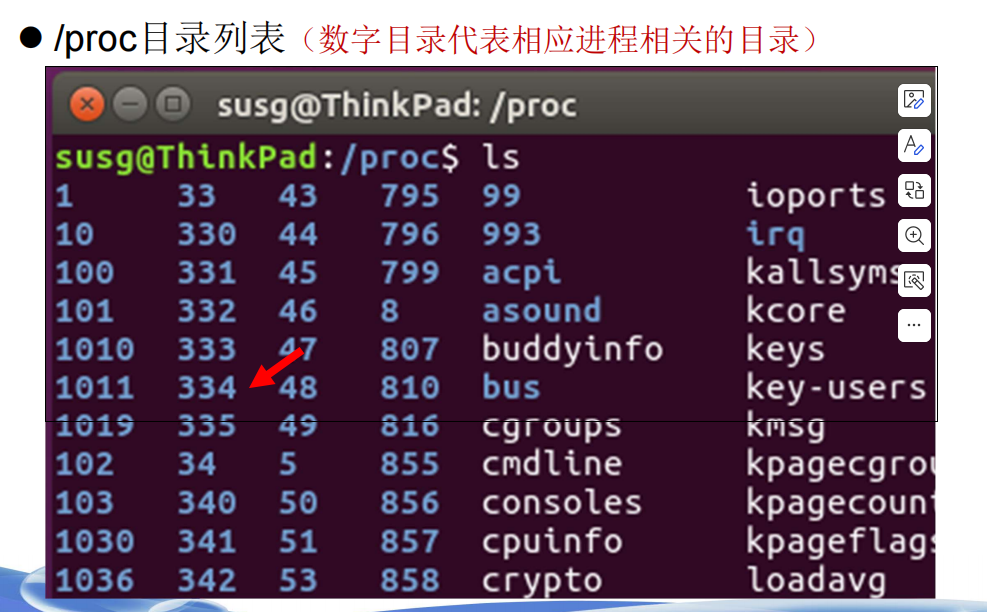 ● /proc目录列表（数字目录代表相应进程相关的目录）
susg@ThinkPad: /proc
susg@ThinkPad:/proc$ ls
1 33 43 795 99 ioports
10 330 44 796 993 irq
100 331 45 799 acpi kallsyms
101 332 46 8 asound kcore
1010 333 47 807 buddyinfo keys
1011 334 48 810 bus key-users
1019 335 49 816 cgroups kmsg
102 34 5 855 cmdline kpagecgrou
103 340 50 856 consoles kpagecount
1030 341 51 857 cpuinfo kpageflags
1036 342 53 858 crypto loadavg